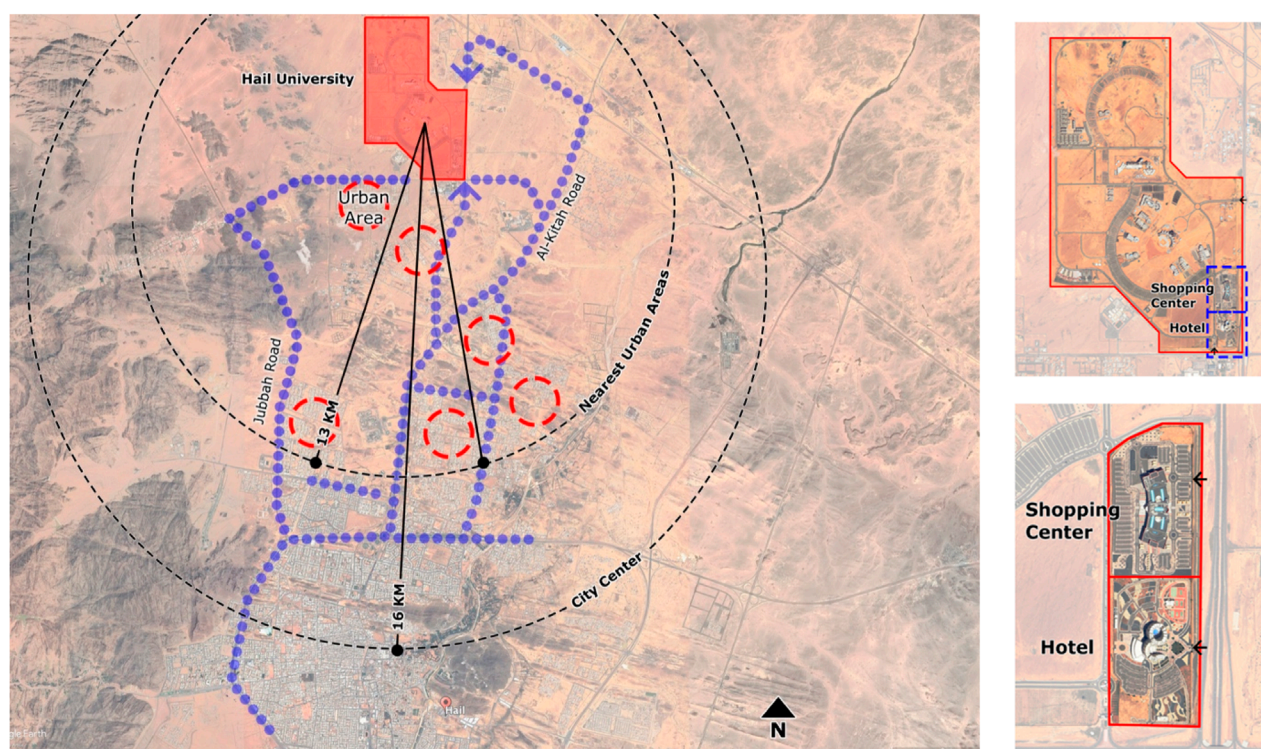 Hail University
Urban
Area
Al-Kitah Road
Jubbah Road
Nearest Urban Areas
13 KM
16 KM
City Center
Hail
N
Shopping
Center
Hotel
Shopping
Center
Hotel